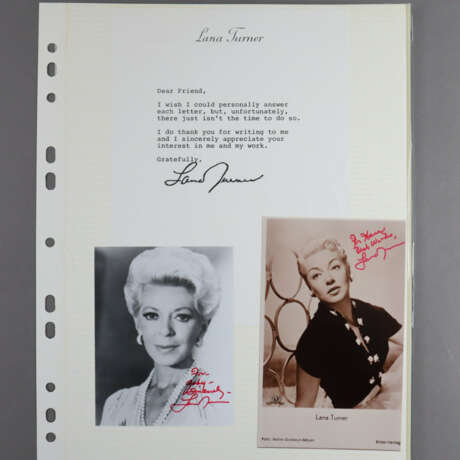 Lana Turner
Dear Friend,
I wish I could personally answer
each letter, but, unfortunately,
there just isn't the time to do so.
I do thank you for writing to me
and I sincerely appreciate your
interest in me and my work.
Gratefully,
Lana Turner
Best Wishes,
Lana Turner